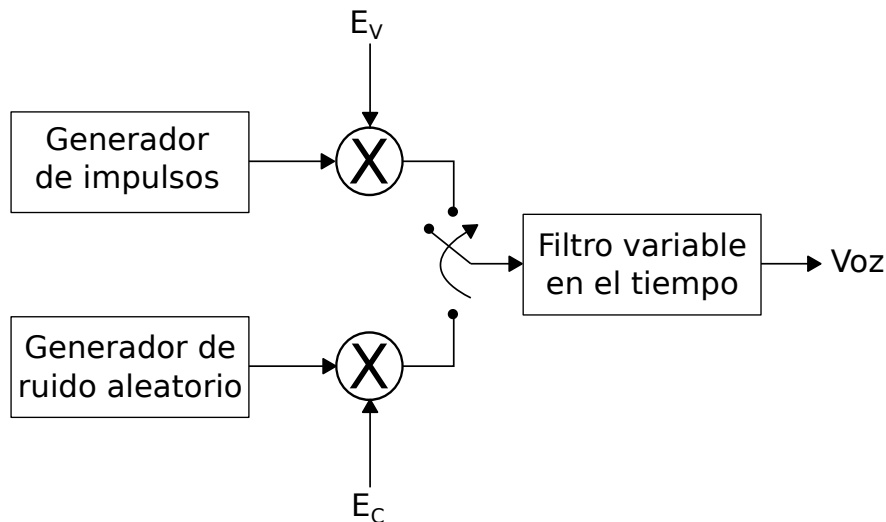 E_V
Generador
de impulsos
X
Filtro variable
en el tiempo
Voz
Generador de
ruido aleatorio
X
E_C